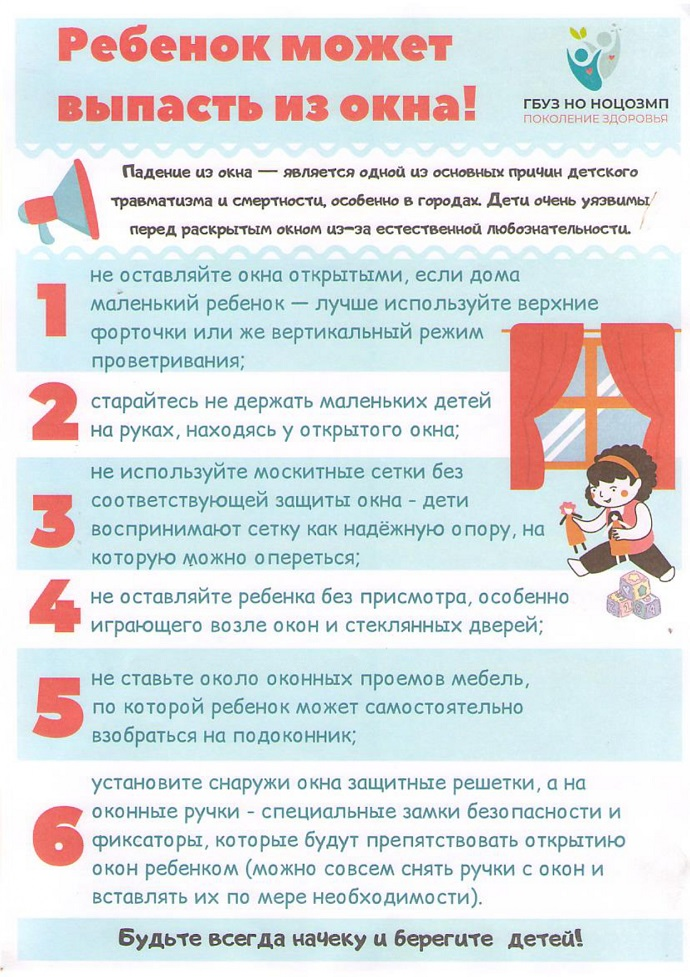 Ребенок может
выпасть из окна!
ГБУЗ НО НОЦОЗМП
ПОКОЛЕНИЕ ЗДОРОВЬЯ
Падение из окна — является одной из основных причин детского
травматизма и смертности, особенно в городах. Дети очень уязвимы
перед раскрытым окном из-за естественной любознательности.
1
не оставляйте окна открытыми, если дома
маленький ребенок — лучше используйте верхние
форточки или же вертикальный режим
проветривания;
2
старайтесь не держать маленьких детей
на руках, находясь у открытого окна;
3
не используйте москитные сетки без
соответствующей защиты окна - дети
воспринимают сетку как надёжную опору, на
которую можно опереться;
4
не оставляйте ребенка без присмотра, особенно
играющего возле окон и стеклянных дверей;
5
не ставьте около оконных проемов мебель,
по которой ребенок может самостоятельно
взобраться на подоконник;
6
установите снаружи окна защитные решетки, а на
оконные ручки - специальные замки безопасности и
фиксаторы, которые будут препятствовать открытию
окон ребенком (можно совсем снять ручки с окон и
вставлять их по мере необходимости).
Будьте всегда начеку и берегите детей!